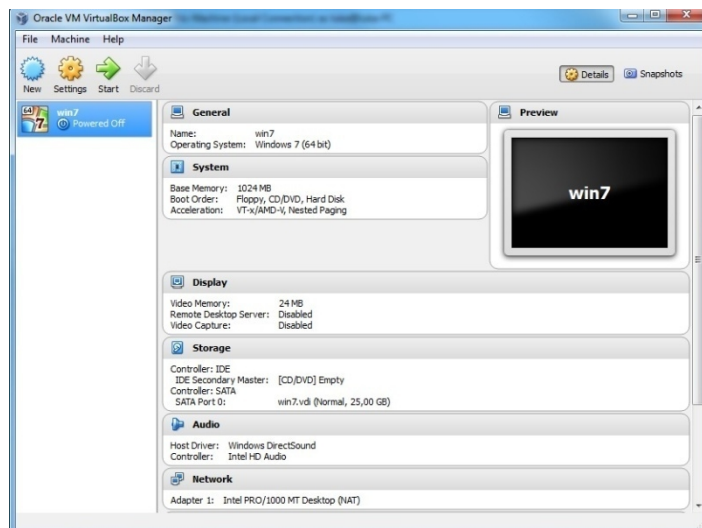 Oracle VM VirtualBox Manager
File Machine Help
New Settings Start Discard
Details Snapshots
64
7
win7
Powered Off
General
Name: win7
Operating System: Windows 7 (64 bit)
System
Base Memory: 1024 MB
Boot Order: Floppy, CD/DVD, Hard Disk
Acceleration: VT-x/AMD-V, Nested Paging
Preview
win7
Display
Video Memory: 24 MB
Remote Desktop Server: Disabled
Video Capture: Disabled
Storage
Controller: IDE
IDE Secondary Master: [CD/DVD] Empty
Controller: SATA
SATA Port 0: win7.vdi (Normal, 25,00 GB)
Audio
Host Driver: Windows DirectSound
Controller: Intel HD Audio
Network
Adapter 1: Intel PRO/1000 MT Desktop (NAT)